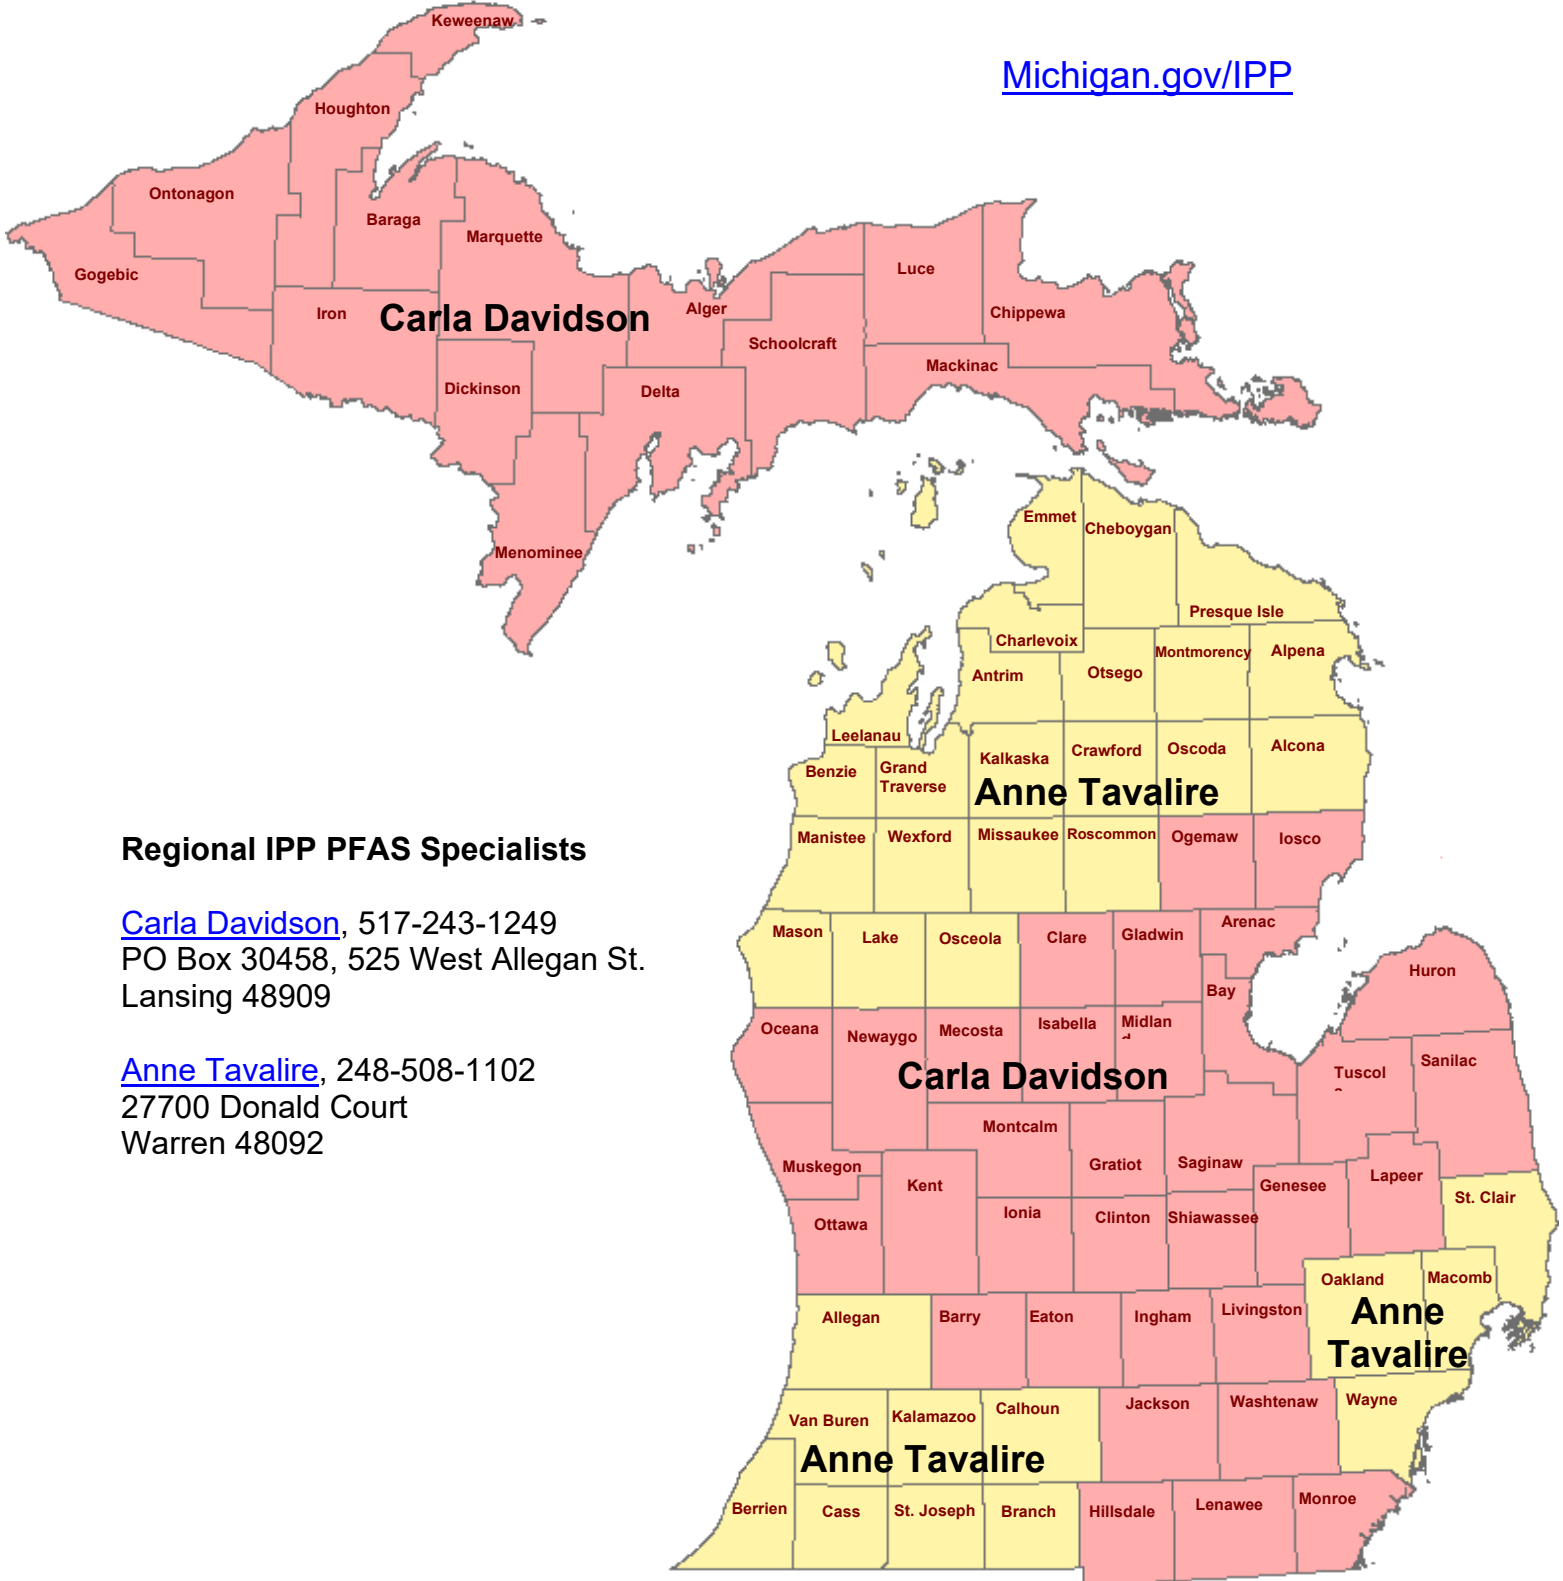 Keweenaw
Michigan.gov/IPP
Houghton
Ontonagon
Baraga
Marquette
Gogebic
Luce
Iron
Carla Davidson
Alger
Chippewa
Schoolcraft
Mackinac
Dickinson
Delta
Menominee
Emmet
Cheboygan
Presque Isle
Charlevoix
Montmorency
Alpena
Antrim
Otsego
Leelanau
Benzie
Grand
Traverse
Kalkaska
Crawford
Oscoda
Alcona
Anne Tavalire
Manistee
Wexford
Missaukee
Roscommon
Ogemaw
Iosco
Regional IPP PFAS Specialists
Carla Davidson, 517-243-1249
PO Box 30458, 525 West Allegan St.
Lansing 48909
Anne Tavalire, 248-508-1102
27700 Donald Court
Warren 48092
Mason
Lake
Osceola
Clare
Gladwin
Arenac
Huron
Bay
Oceana
Newaygo
Mecosta
Isabella
Midlan
d
Carla Davidson
Tuscol
Sanilac
Montcalm
Muskegon
Gratiot
Saginaw
Kent
Genesee
Lapeer
St. Clair
Ottawa
Ionia
Clinton
Shiawassee
Oakland
Macomb
Allegan
Barry
Eaton
Ingham
Livingston
Anne
Tavalire
Van Buren
Kalamazoo
Calhoun
Jackson
Washtenaw
Wayne
Anne Tavalire
Berrien
Cass
St. Joseph
Branch
Hillsdale
Lenawee
Monroe